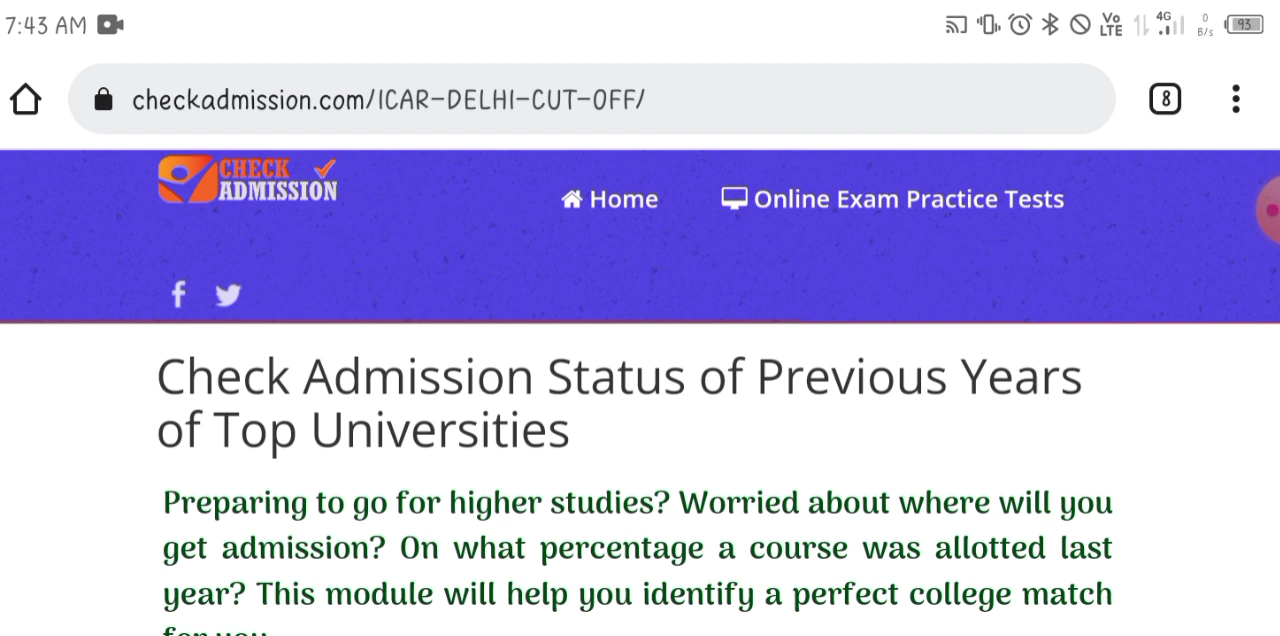 7:43 AM
Vo LTE 4G 0 B/s 93
checkadmission.com/ICAR-DELHI-CUT-OFF/
8
CHECK
ADMISSION
Home Online Exam Practice Tests
Check Admission Status of Previous Years
of Top Universities
Preparing to go for higher studies? Worried about where will you
get admission? On what percentage a course was allotted last
year? This module will help you identify a perfect college match
for you